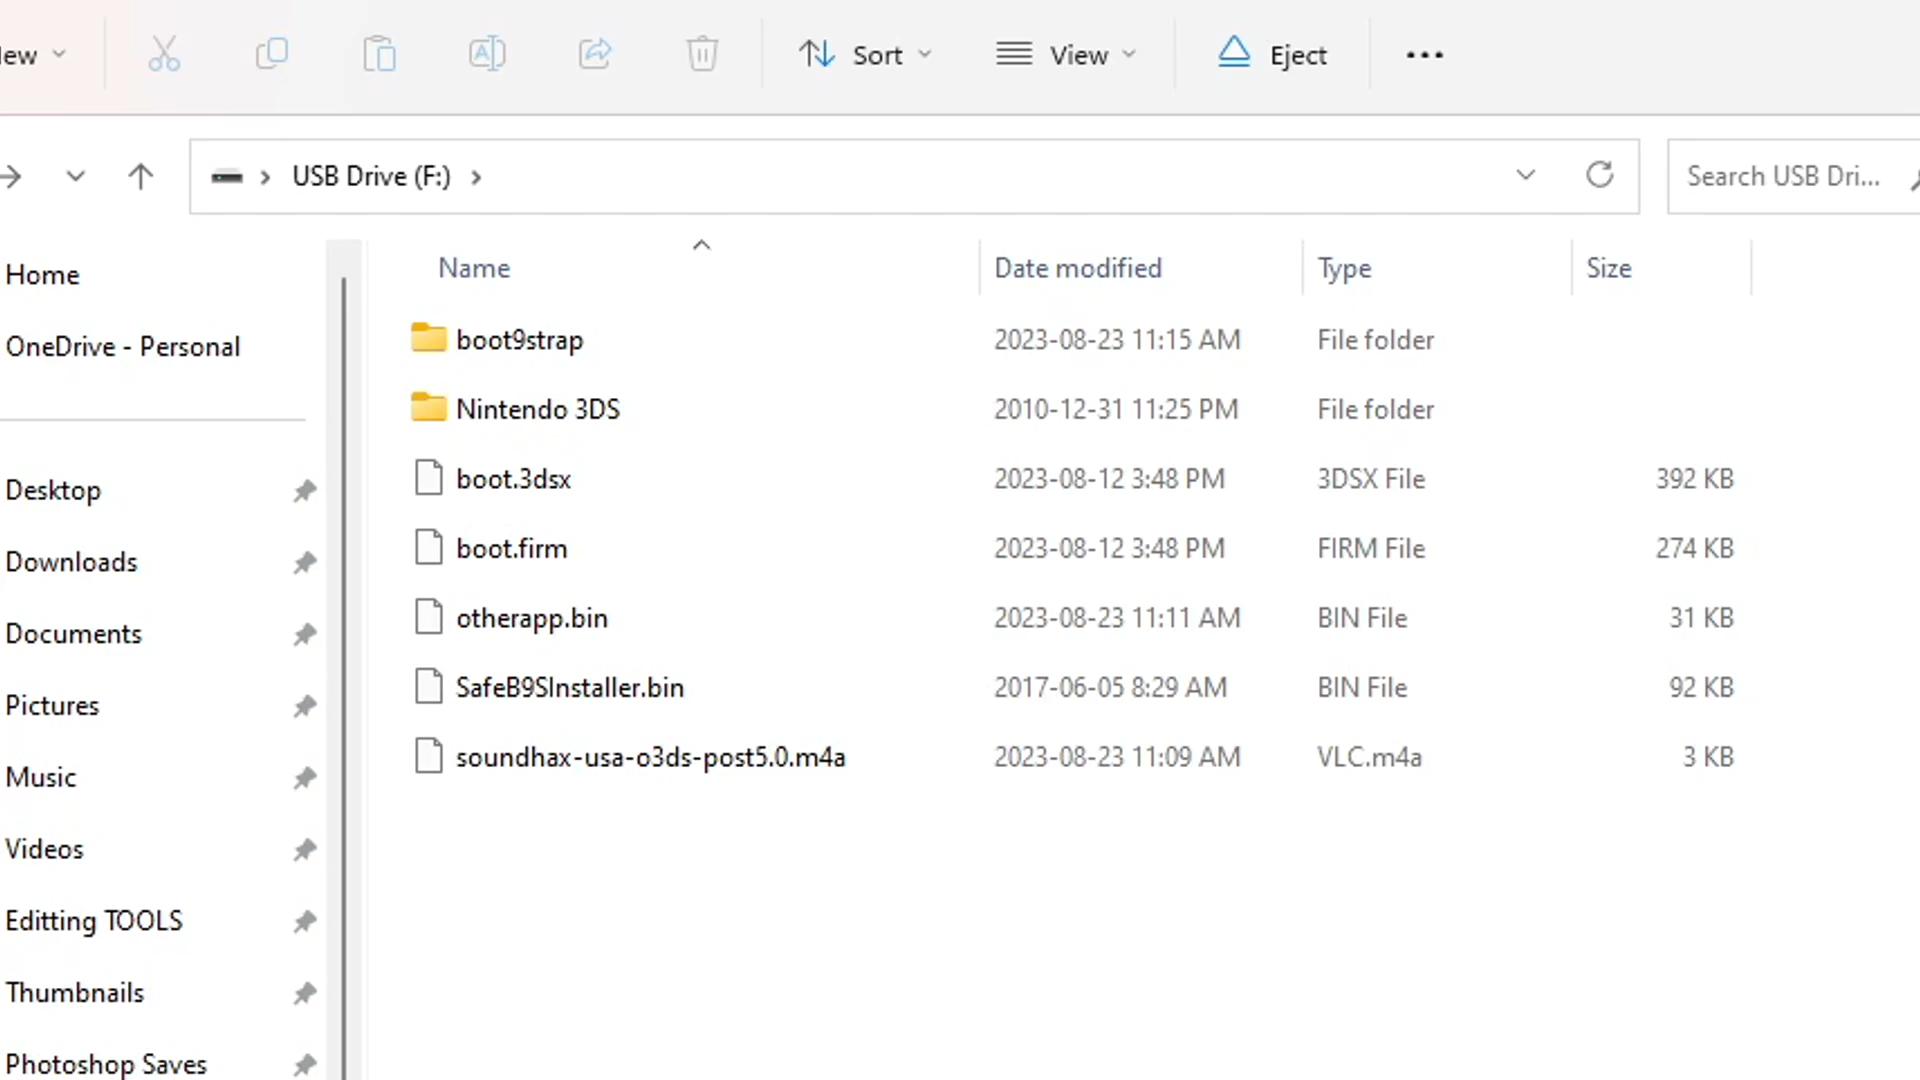 ew
Sort
View
Eject
USB Drive (F:)
Search USB Dri...
Home
OneDrive - Personal
Desktop
Downloads
Documents
Pictures
Music
Videos
Editting TOOLS
Thumbnails
Photoshop Saves
Name Date modified Type Size
boot9strap 2023-08-23 11:15 AM File folder
Nintendo 3DS 2010-12-31 11:25 PM File folder
boot.3dsx 2023-08-12 3:48 PM 3DSX File 392 KB
boot.firm 2023-08-12 3:48 PM FIRM File 274 KB
otherapp.bin 2023-08-23 11:11 AM BIN File 31 KB
SafeB9SInstaller.bin 2017-06-05 8:29 AM BIN File 92 KB
soundhax-usa-o3ds-post5.0.m4a 2023-08-23 11:09 AM VLC.m4a 3 KB